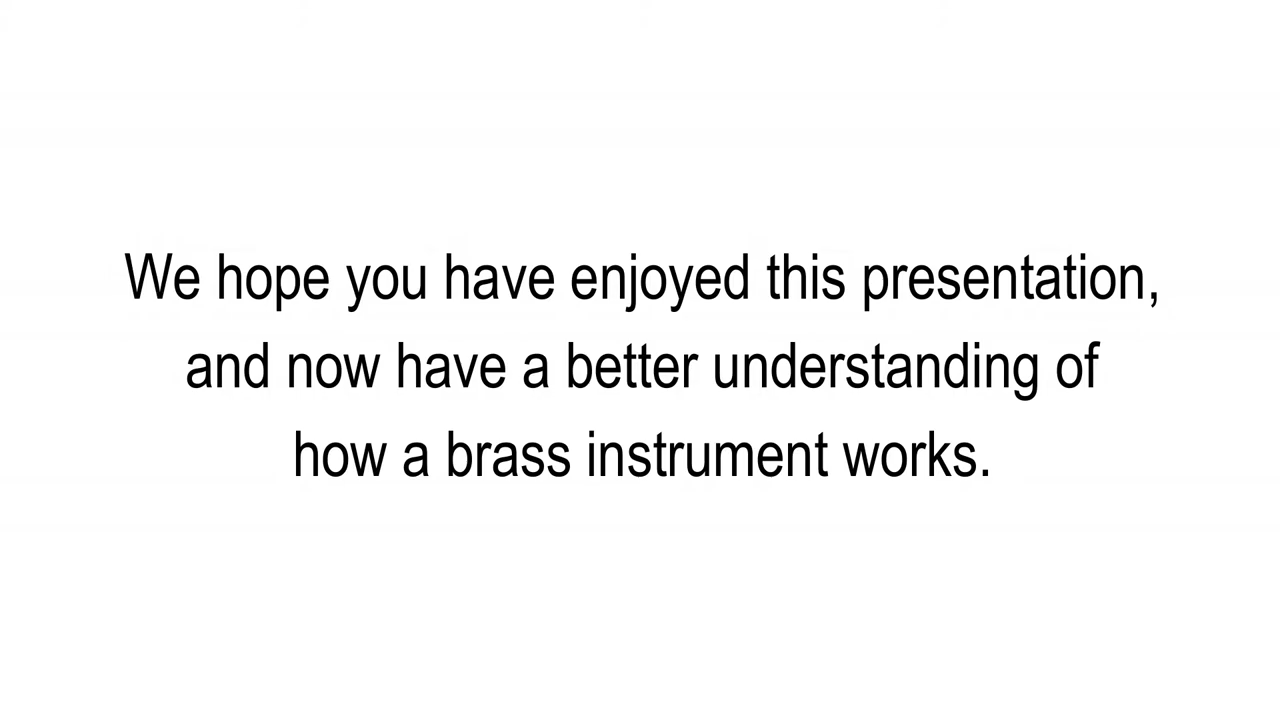 We hope you have enjoyed this presentation,
and now have a better understanding of
how a brass instrument works.